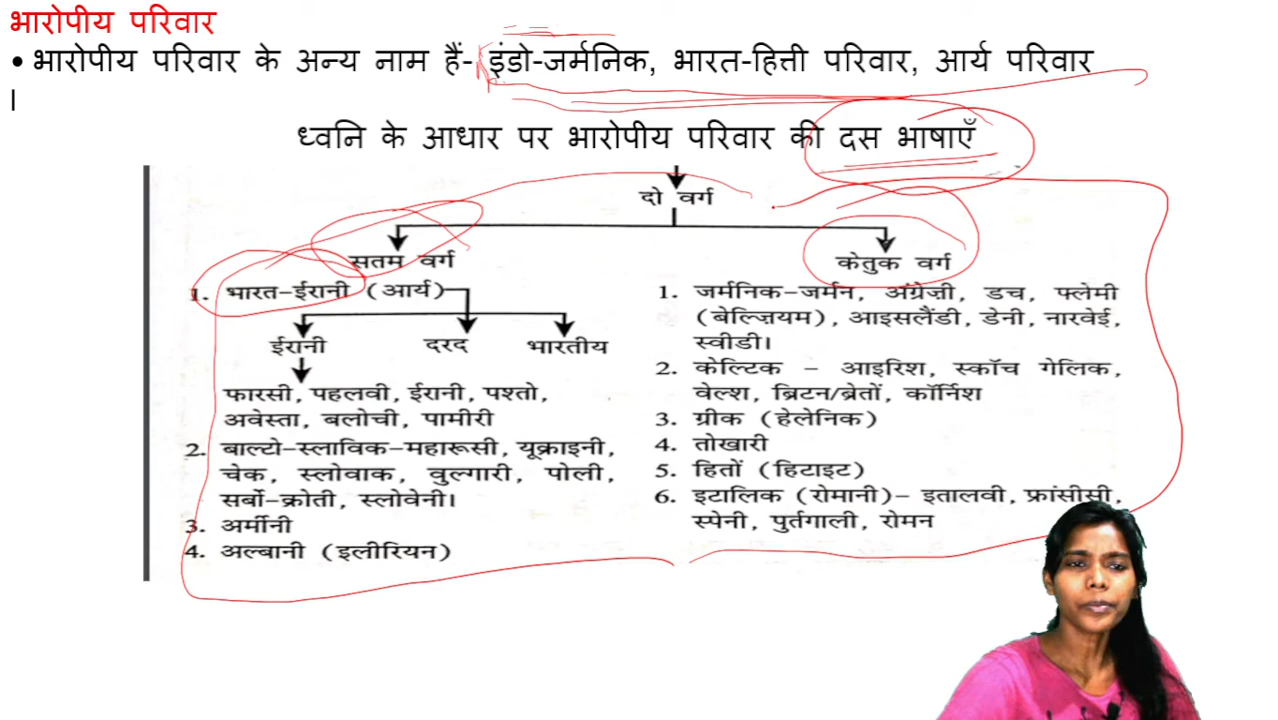 भारोपीय परिवार
• भारोपीय परिवार के अन्य नाम हैं- इंडो-जर्मनिक, भारत-हित्ती परिवार, आर्य परिवार
।
ध्वनि के आधार पर भारोपीय परिवार की दस भाषाएँ
दो वर्ग
सतम वर्ग
केतुक वर्ग
1. भारत-ईरानी (आर्य)
ईरानी दरद भारतीय
फारसी, पहलवी, ईरानी, पश्तो,
अवेस्ता, बलोची, पामीरी
2. बाल्टो-स्लाविक-महारूसी, यूक्राइनी,
चेक, स्लोवाक, वुल्गारी, पोली,
सर्बो-क्रोती, स्लोवेनी।
3. अर्मीनी
4. अल्बानी (इलीरियन)
1. जर्मनिक-जर्मन, अंग्रेज़ी, डच, फ्लेमी
(बेल्ज़ियम), आइसलैंडी, डेनी, नारवेई,
स्वीडी।
2. केल्टिक – आइरिश, स्कॉच गेलिक,
वेल्श, ब्रिटन/ब्रेतों, कॉर्निश
3. ग्रीक (हेलेनिक)
4. तोखारी
5. हितों (हिटाइट)
6. इटालिक (रोमानी)– इतालवी, फ्रांसीसी,
स्पेनी, पुर्तगाली, रोमन